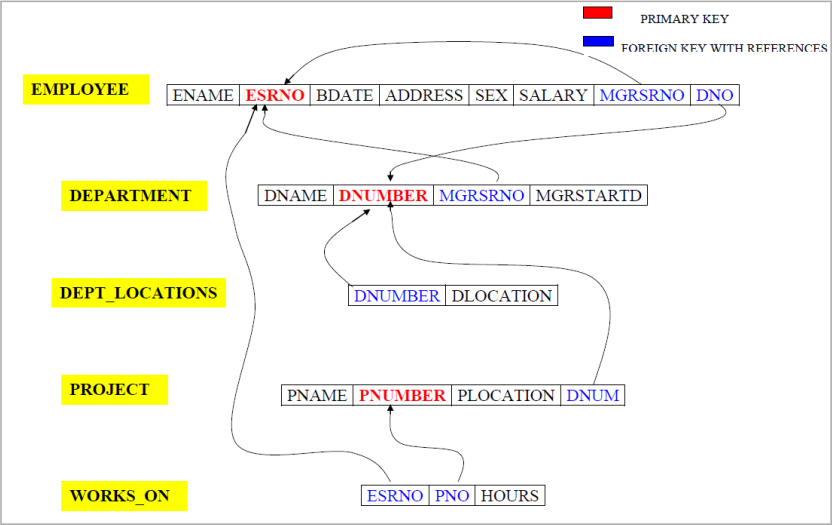 PRIMARY KEY
FOREIGN KEY WITH REFERENCES
EMPLOYEE
ENAME ESRNO BDATE ADDRESS SEX SALARY MGRSRNO DNO
DEPARTMENT
DNAME DNUMBER MGRSRNO MGRSTARTD
DEPT_LOCATIONS
DNUMBER DLOCATION
PROJECT
PNAME PNUMBER PLOCATION DNUM
WORKS_ON
ESRNO PNO HOURS